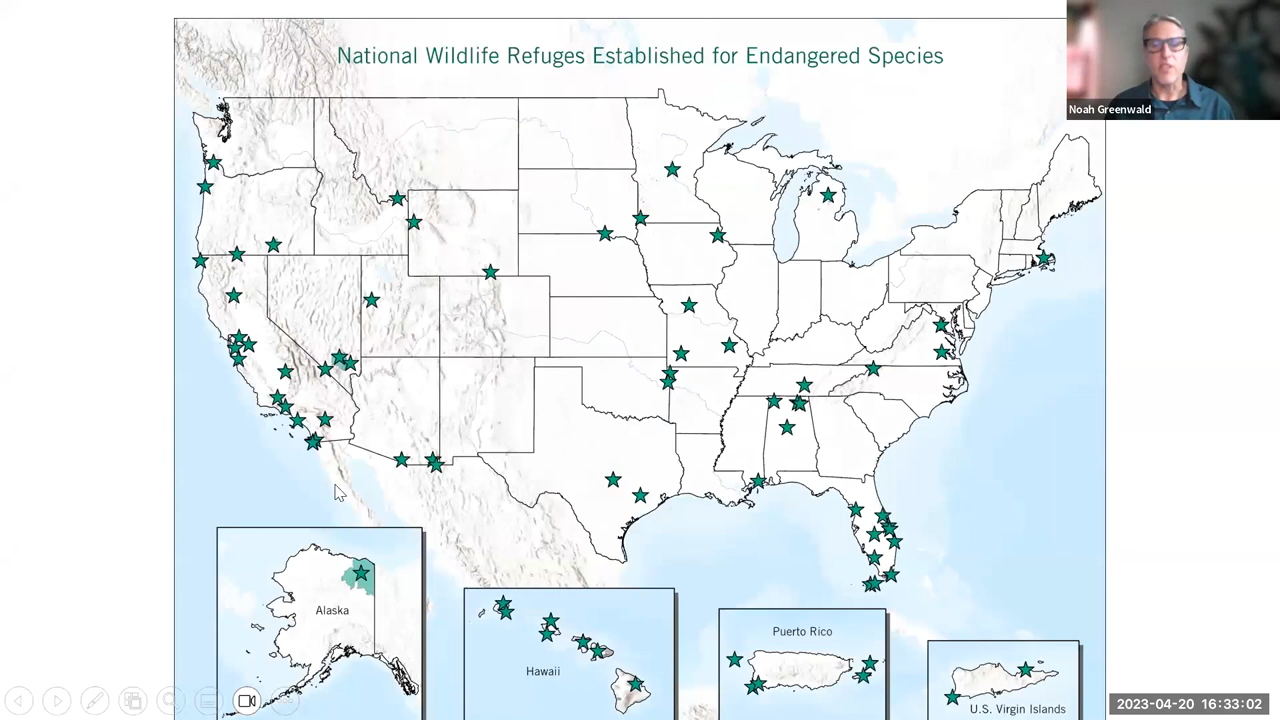 National Wildlife Refuges Established for Endangered Species
Noah Greenwald
Alaska
Hawaii
Puerto Rico
U.S. Virgin Islands
2023-04-20 16:33:02